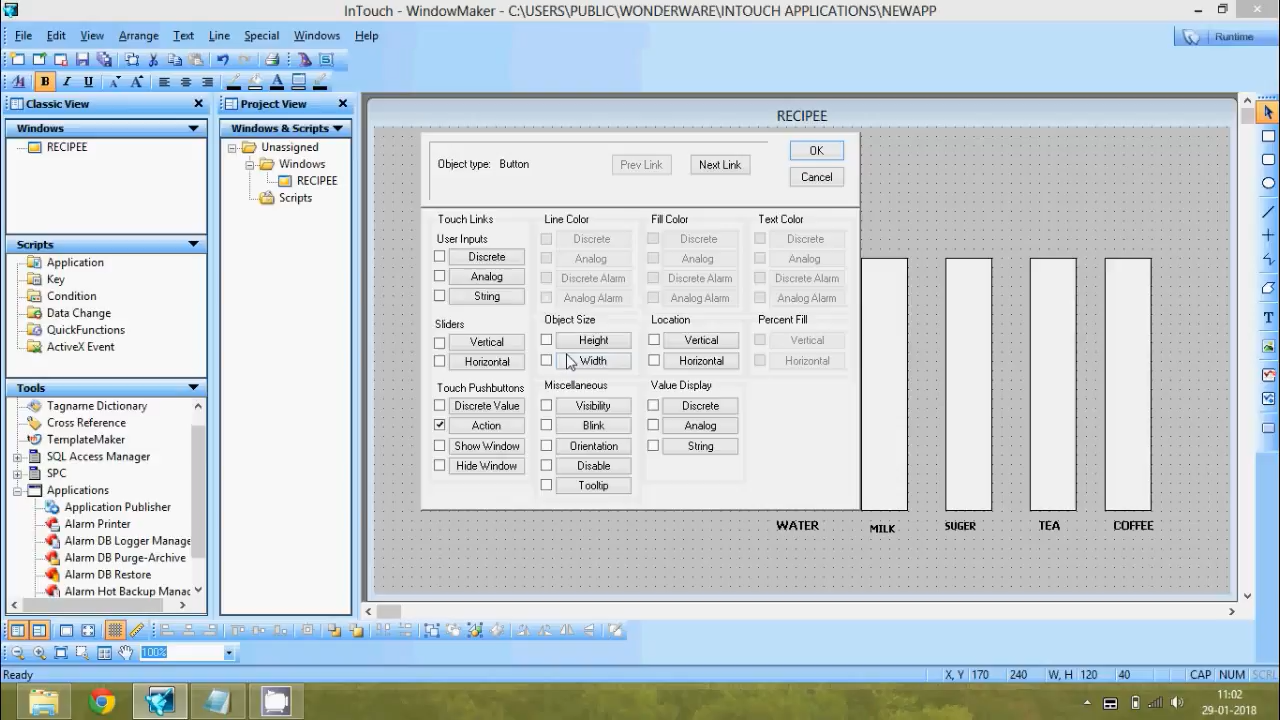 InTouch - WindowMaker - C:\USERS\PUBLIC\WONDERWARE\INTOUCH APPLICATIONS\NEWAPP
File Edit View Arrange Text Line Special Windows Help
Runtime
Classic View
Project View
RECIPEE
Windows
RECIPEE
Windows & Scripts
Unassigned
Windows
RECIPEE
Scripts
Scripts
Application
Key
Condition
Data Change
QuickFunctions
ActiveX Event
Tools
Tagname Dictionary
Cross Reference
TemplateMaker
SQL Access Manager
SPC
Applications
Application Publisher
Alarm Printer
Alarm DB Logger Manage
Alarm DB Purge-Archive
Alarm DB Restore
Alarm Hot Backup Manac
Object type: Button
Prev Link
Next Link
OK
Cancel
Touch Links
User Inputs
Discrete
Analog
String
Sliders
Vertical
Horizontal
Touch Pushbuttons
Discrete Value
Action
Show Window
Hide Window
Line Color
Discrete
Analog
Discrete Alarm
Analog Alarm
Object Size
Height
Width
Miscellaneous
Visibility
Blink
Orientation
Disable
Tooltip
Fill Color
Discrete
Analog
Discrete Alarm
Analog Alarm
Location
Vertical
Horizontal
Value Display
Discrete
Analog
String
Text Color
Discrete
Analog
Discrete Alarm
Analog Alarm
Percent Fill
Vertical
Horizontal
WATER MILK SUGER TEA COFFEE
100%
Ready
X, Y 170 240 W, H 120 40 CAP NUM SCRL
11:02
29-01-2018